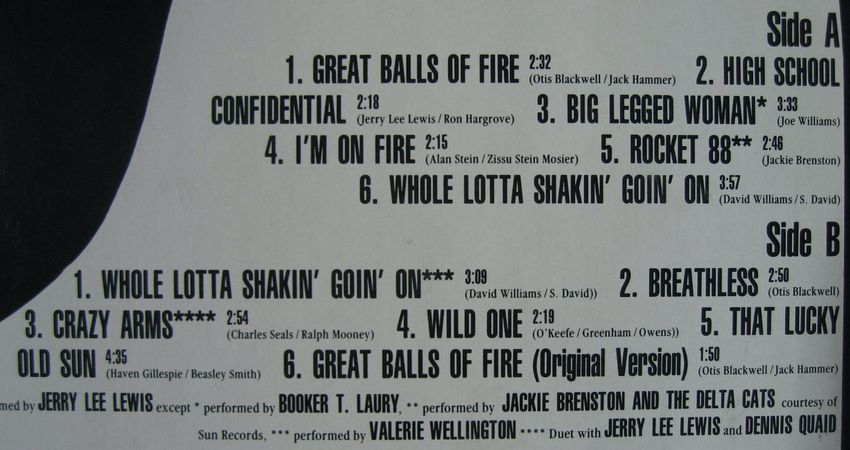 Side A
1. GREAT BALLS OF FIRE 2:32 (Otis Blackwell / Jack Hammer) 2. HIGH SCHOOL
CONFIDENTIAL 2:18 (Jerry Lee Lewis / Ron Hargrove) 3. BIG LEGGED WOMAN* 3:33 (Joe Williams)
4. I'M ON FIRE 2:15 (Alan Stein / Zissu Stein Mosier) 5. ROCKET 88** 2:46 (Jackie Brenston)
6. WHOLE LOTTA SHAKIN' GOIN' ON 3:57 (David Williams / S. David)
Side B
1. WHOLE LOTTA SHAKIN' GOIN' ON*** 3:09 (David Williams / S. David)) 2. BREATHLESS 2:50 (Otis Blackwell)
3. CRAZY ARMS**** 2:54 (Charles Seals / Ralph Mooney) 4. WILD ONE 2:19 (O'Keefe / Greenham / Owens)) 5. THAT LUCKY
OLD SUN 4:35 (Haven Gillespie / Beasley Smith) 6. GREAT BALLS OF FIRE (Original Version) 1:50 (Otis Blackwell / Jack Hammer)
med by JERRY LEE LEWIS except * performed by BOOKER T. LAURY, ** performed by JACKIE BRENSTON AND THE DELTA CATS courtesy of
Sun Records, *** performed by VALERIE WELLINGTON **** Duet with JERRY LEE LEWIS and DENNIS QUAID